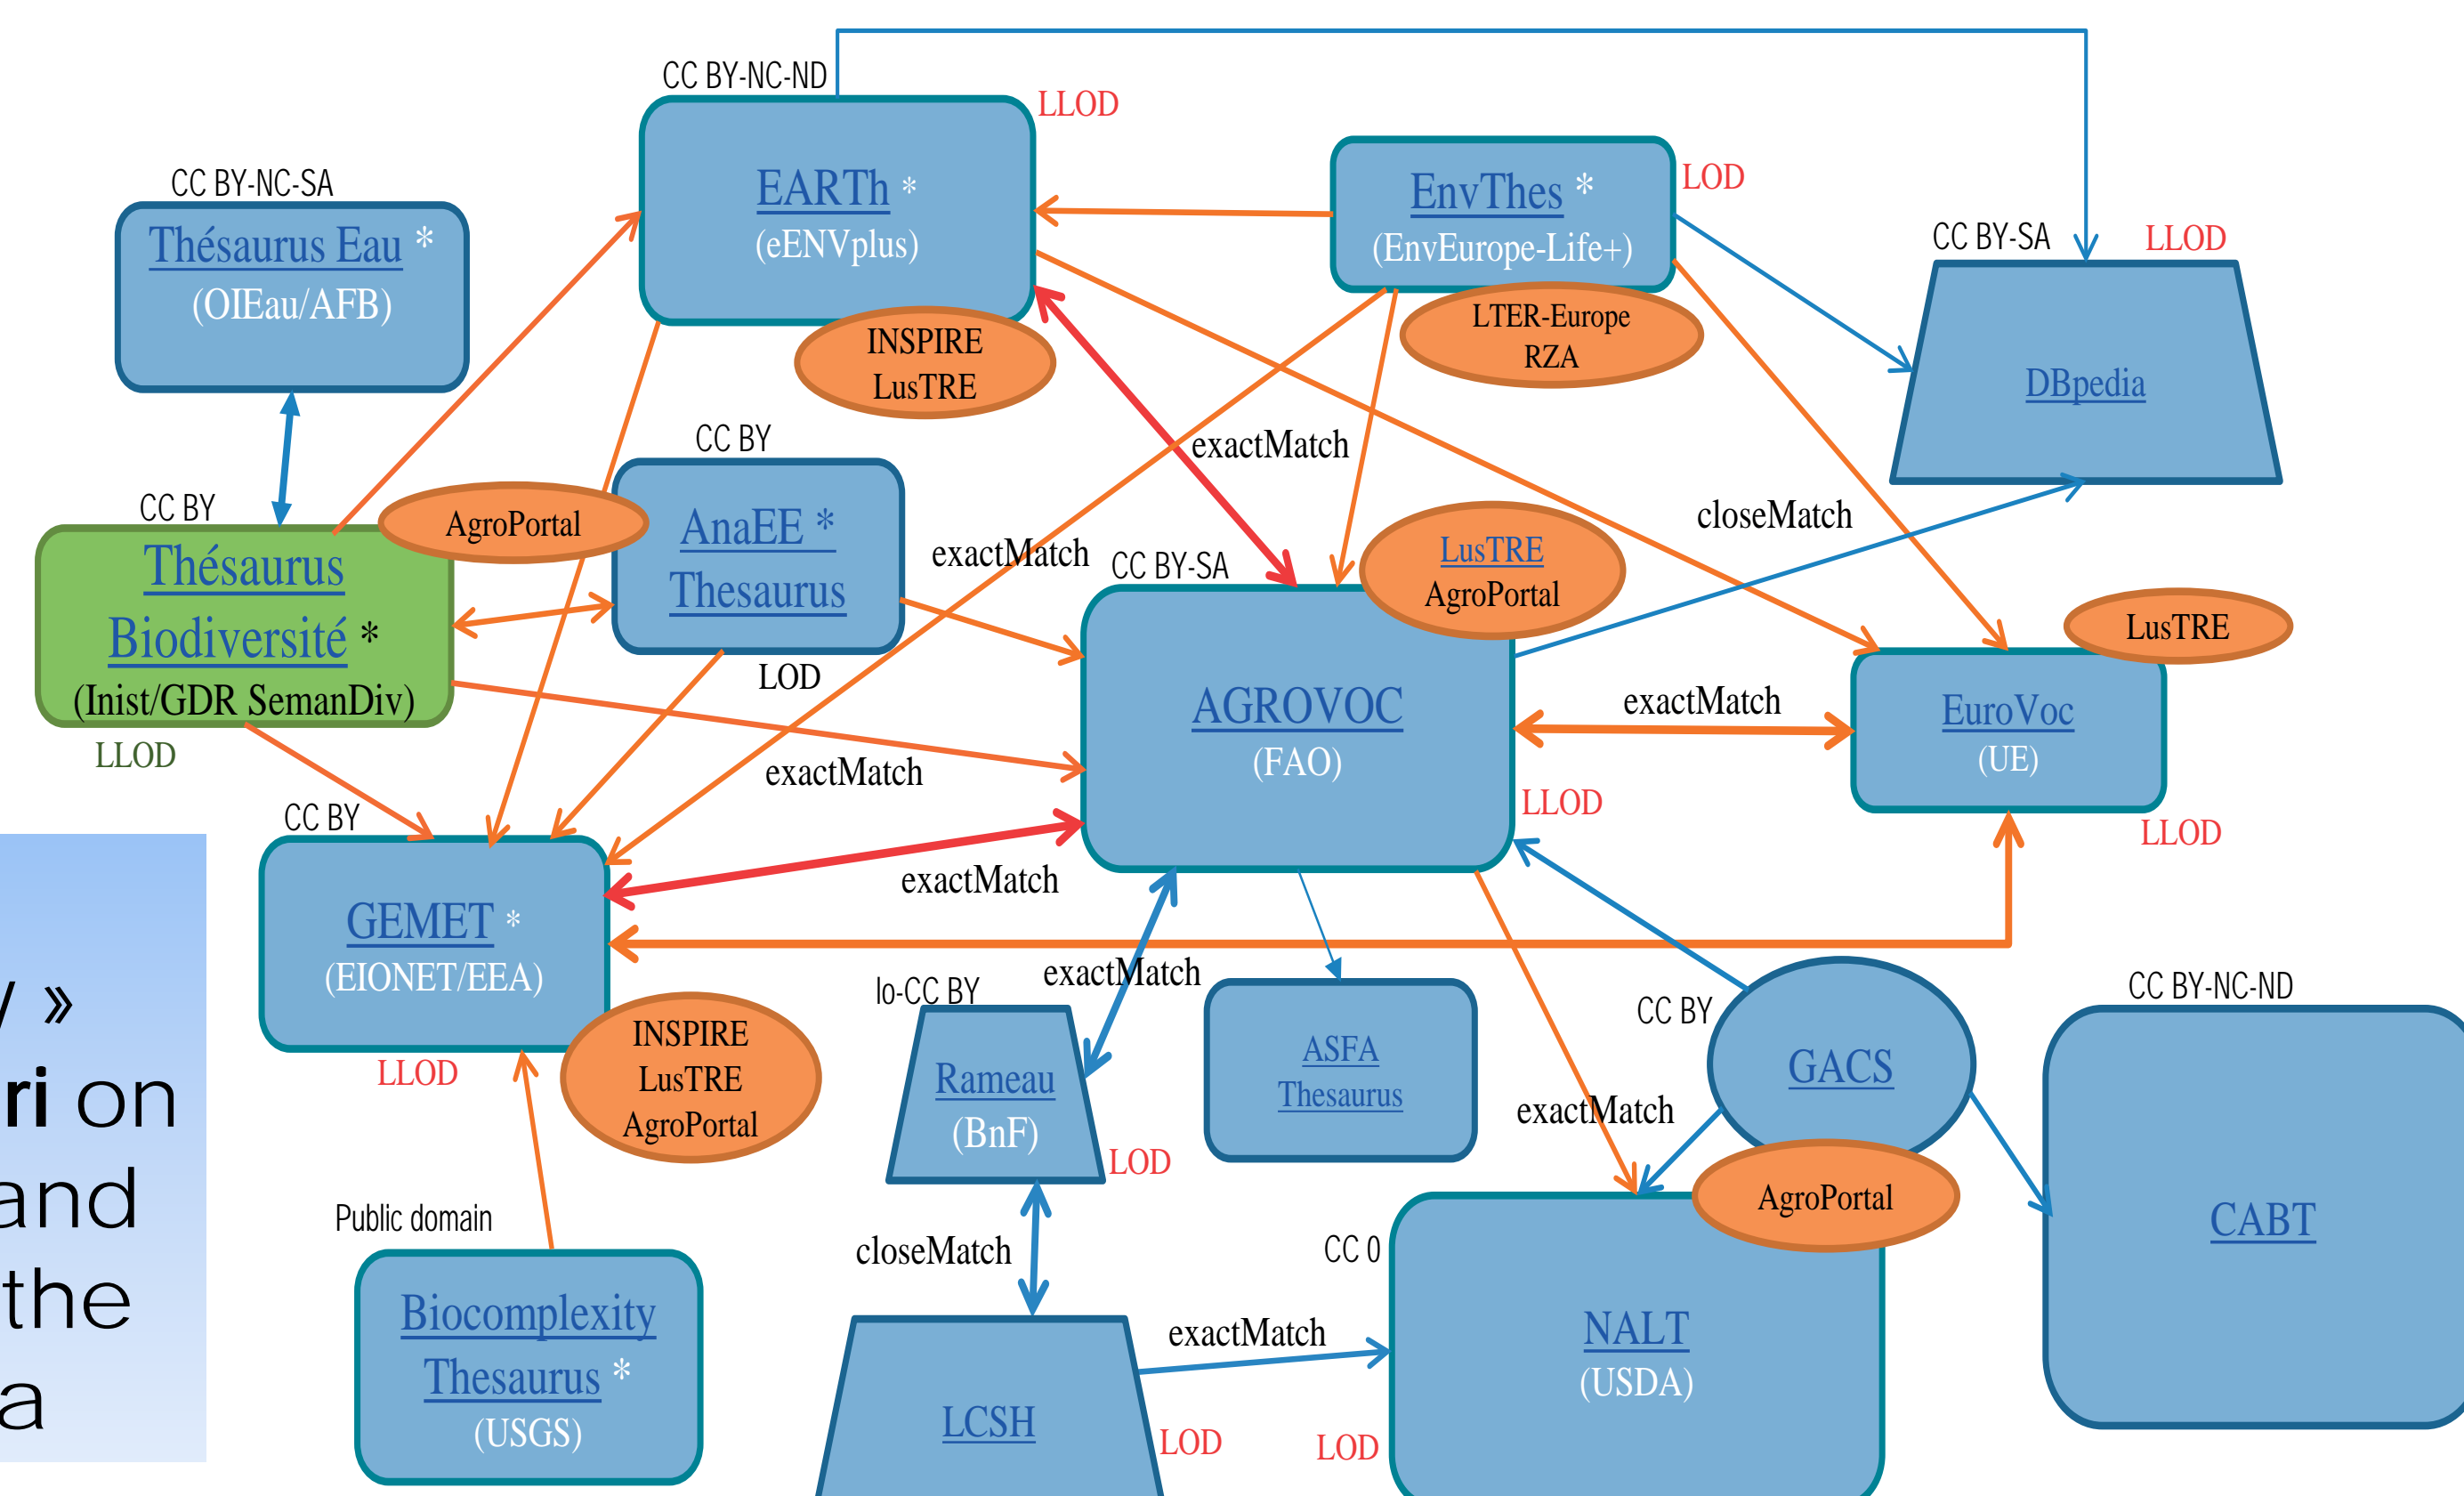 CC BY-NC-ND
LLOD
EARTh *
(eENVplus)
INSPIRE
LusTRE
EnvThes *
(EnvEurope-Life+)
LOD
LTER-Europe
RZA
CC BY-NC-SA
Thésaurus Eau *
(OIEau/AFB)
CC BY-SA
LLOD
DBpedia
CC BY
AnaEE *
Thesaurus
LOD
AgroPortal
CC BY
Thésaurus
Biodiversité *
(Inist/GDR SemanDiv)
LLOD
exactMatch
exactMatch
closeMatch
CC BY-SA
LusTRE
AgroPortal
AGROVOC
(FAO)
LLOD
exactMatch
LusTRE
EuroVoc
(UE)
LLOD
exactMatch
exactMatch
CC BY
GEMET *
(EIONET/EEA)
LLOD
INSPIRE
LusTRE
AgroPortal
y »
ri on
and
the
a
exactMatch
lo-CC BY
Rameau
(BnF)
LOD
ASFA
Thesaurus
CC BY
GACS
AgroPortal
exactMatch
CC BY-NC-ND
CABT
Public domain
Biocomplexity
Thesaurus *
(USGS)
closeMatch
LCSH
LOD
exactMatch
CC 0
NALT
(USDA)
LOD